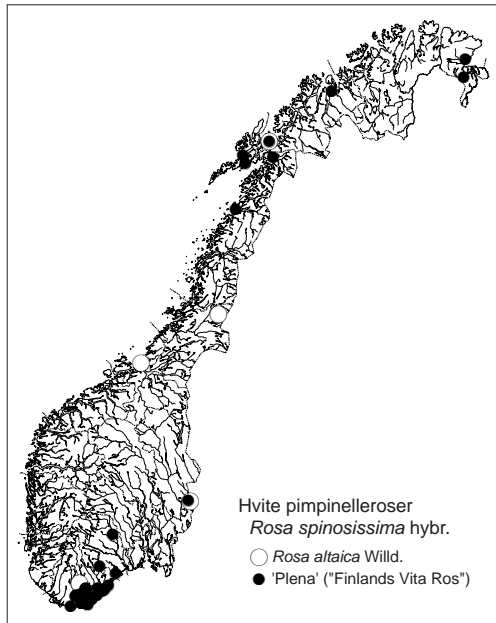 Hvite pimpinelleroser
Rosa spinosissima hybr.
Rosa altaica Willd.
'Plena' ("Finlands Vita Ros")